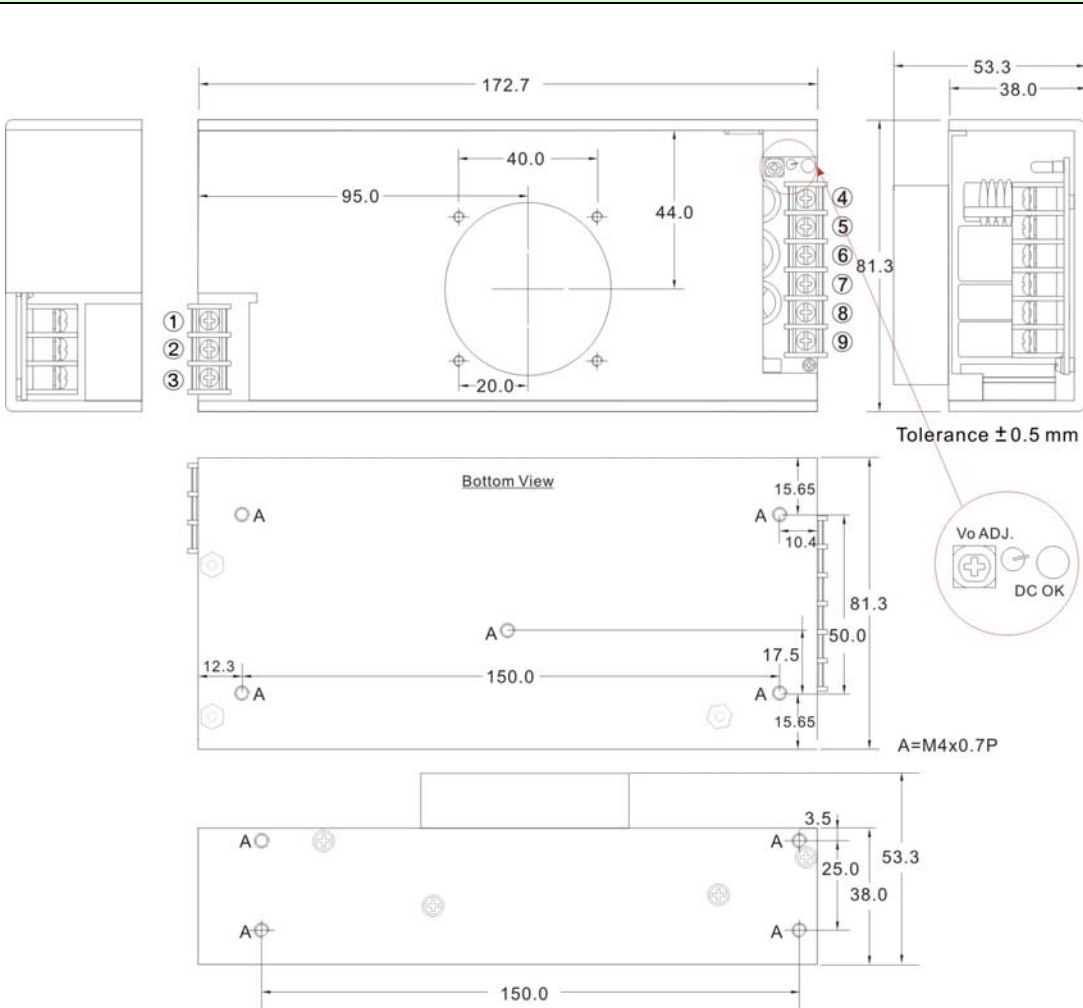 172.7
53.3
38.0
40.0
95.0
44.0
④
⑤
⑥
⑦
⑧
⑨
81.3
①
②
③
20.0
Tolerance ±0.5 mm
Bottom View
15.65
A
A
10.4
Vo ADJ.
DC OK
81.3
50.0
A
17.5
12.3
150.0
A
A
15.65
A=M4x0.7P
3.5
A
A
53.3
25.0
38.0
A
A
150.0